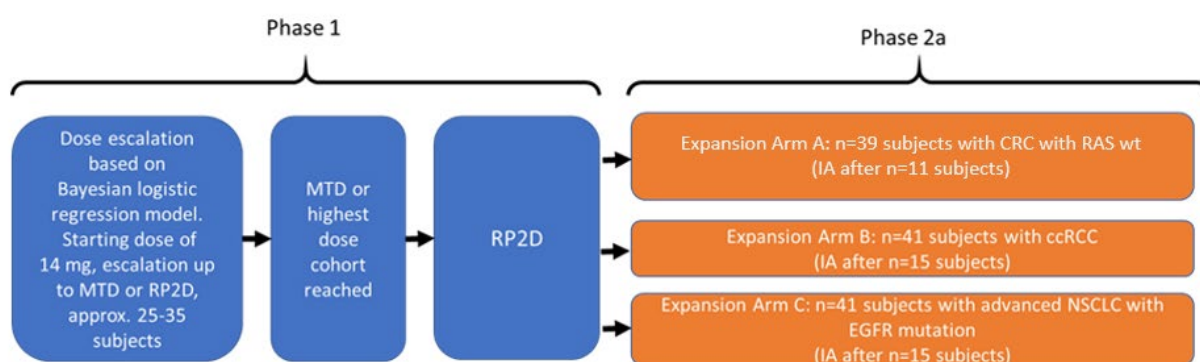 Phase 1
Phase 2a
Dose escalation
based on
Bayesian logistic
regression model.
Starting dose of
14 mg, escalation up
to MTD or RP2D,
approx. 25-35
subjects
MTD or
highest
dose
cohort
reached
RP2D
Expansion Arm A: n=39 subjects with CRC with RAS wt
(IA after n=11 subjects)
Expansion Arm B: n=41 subjects with ccRCC
(IA after n=15 subjects)
Expansion Arm C: n=41 subjects with advanced NSCLC with
EGFR mutation
(IA after n=15 subjects)